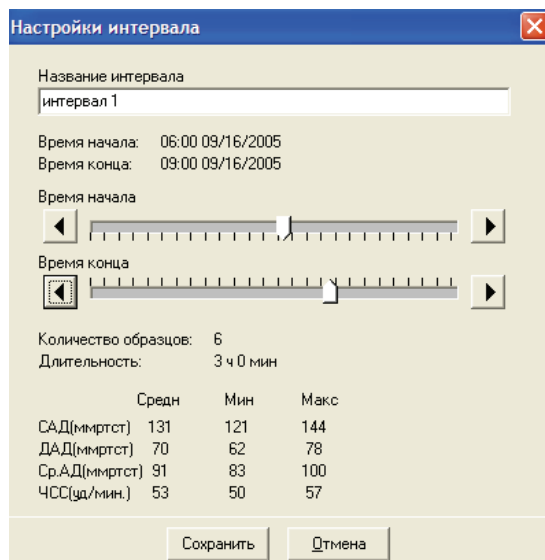 Настройки интервала
Название интервала
интервал 1
Время начала: 06:00 09/16/2005
Время конца: 09:00 09/16/2005
Время начала
Время конца
Количество образцов: 6
Длительность: 3 ч 0 мин
Средн Мин Макс
САД(ммртст) 131 121 144
ДАД(ммртст) 70 62 78
Ср.АД(ммртст) 91 83 100
ЧСС(уд/мин.) 53 50 57
Сохранить Отмена